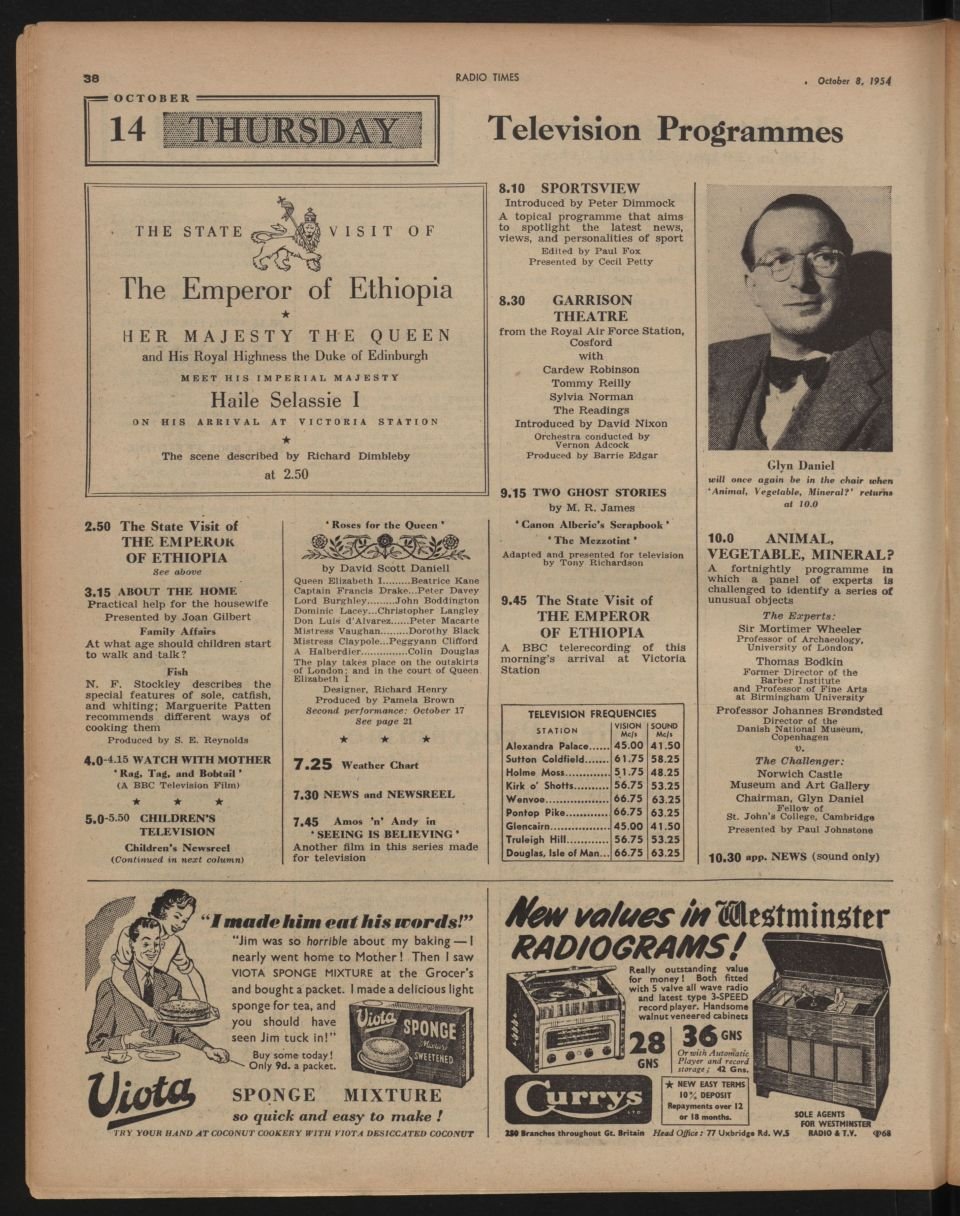 38
RADIO TIMES
October 8, 1954
OCTOBER
14 THURSDAY
Television Programmes
THE STATE VISIT OF
The Emperor of Ethiopia
★
HER MAJESTY THE QUEEN
and His Royal Highness the Duke of Edinburgh
MEET HIS IMPERIAL MAJESTY
Haile Selassie I
ON HIS ARRIVAL AT VICTORIA STATION
★
The scene described by Richard Dimbleby
at 2.50
2.50 The State Visit of
THE EMPEROR
OF ETHIOPIA
See above
3.15 ABOUT THE HOME
Practical help for the housewife
Presented by Joan Gilbert
Family Affairs
At what age should children start
to walk and talk?
Fish
N. F. Stockley describes the
special features of sole, catfish,
and whiting; Marguerite Patten
recommends different ways of
cooking them
Produced by S. E. Reynolds
4.0-4.15 WATCH WITH MOTHER
'Rag, Tag, and Bobtail'
(A BBC Television Film)
★ ★ ★
5.0-5.50 CHILDREN'S
TELEVISION
Children's Newsreel
(Continued in next column)
'Roses for the Queen'
by David Scott Daniell
Queen Elizabeth I.........Beatrice Kane
Captain Francis Drake...Peter Davey
Lord Burghley.........John Boddington
Dominic Lacey...Christopher Langley
Don Luis d'Alvarez......Peter Macarte
Mistress Vaughan.........Dorothy Black
Mistress Claypole...Peggyann Clifford
A Halberdier...............Colin Douglas
The play takes place on the outskirts
of London; and in the court of Queen
Elizabeth I
Designer, Richard Henry
Produced by Pamela Brown
Second performance: October 17
See page 21
★ ★ ★
7.25 Weather Chart
7.30 NEWS and NEWSREEL
7.45 Amos 'n' Andy in
'SEEING IS BELIEVING'
Another film in this series made
for television
8.10 SPORTSVIEW
Introduced by Peter Dimmock
A topical programme that aims
to spotlight the latest news,
views, and personalities of sport
Edited by Paul Fox
Presented by Cecil Petty
8.30 GARRISON
THEATRE
from the Royal Air Force Station,
Cosford
with
Cardew Robinson
Tommy Reilly
Sylvia Norman
The Readings
Introduced by David Nixon
Orchestra conducted by
Vernon Adcock
Produced by Barrie Edgar
9.15 TWO GHOST STORIES
by M. R. James
'Canon Alberic's Scrapbook'
'The Mezzotint'
Adapted and presented for television
by Tony Richardson
9.45 The State Visit of
THE EMPEROR
OF ETHIOPIA
A BBC telerecording of this
morning's arrival at Victoria
Station
TELEVISION FREQUENCIES
STATION VISION Mc/s SOUND Mc/s
Alexandra Palace...... 45.00 41.50
Sutton Coldfield....... 61.75 58.25
Holme Moss............ 51.75 48.25
Kirk o' Shotts.......... 56.75 53.25
Wenvoe.................. 66.75 63.25
Pontop Pike............ 66.75 63.25
Glencairn................ 45.00 41.50
Truleigh Hill............ 56.75 53.25
Douglas, Isle of Man... 66.75 63.25
Glyn Daniel
will once again be in the chair when
'Animal, Vegetable, Mineral?' returns
at 10.0
10.0 ANIMAL,
VEGETABLE, MINERAL?
A fortnightly programme in
which a panel of experts is
challenged to identify a series of
unusual objects
The Experts:
Sir Mortimer Wheeler
Professor of Archaeology,
University of London
Thomas Bodkin
Former Director of the
Barber Institute
and Professor of Fine Arts
at Birmingham University
Professor Johannes Brøndsted
Director of the
Danish National Museum,
Copenhagen
v.
The Challenger:
Norwich Castle
Museum and Art Gallery
Chairman, Glyn Daniel
Fellow of
St. John's College, Cambridge
Presented by Paul Johnstone
10.30 app. NEWS (sound only)
"I made him eat his words!"
"Jim was so horrible about my baking — I
nearly went home to Mother! Then I saw
VIOTA SPONGE MIXTURE at the Grocer's
and bought a packet. I made a delicious light
sponge for tea, and
you should have
seen Jim tuck in!"
Buy some today!
Only 9d. a packet.
Viota
SPONGE
Mixture
SWEETENED
Viota
SPONGE MIXTURE
so quick and easy to make!
TRY YOUR HAND AT COCONUT COOKERY WITH VIOTA DESICCATED COCONUT
New values in Westminster
RADIOGRAMS!
Really outstanding value
for money! Both fitted
with 5 valve all wave radio
and latest type 3-SPEED
record player. Handsome
walnut veneered cabinets
28
GNS
36 GNS
Or with Automatic
Player and record
storage; 42 Gns.
Currys
LTD
★ NEW EASY TERMS
10% DEPOSIT
Repayments over 12
or 18 months.
SOLE AGENTS
FOR WESTMINSTER
RADIO & T.V.
250 Branches throughout Gt. Britain Head Office: 77 Uxbridge Rd. W.5
68